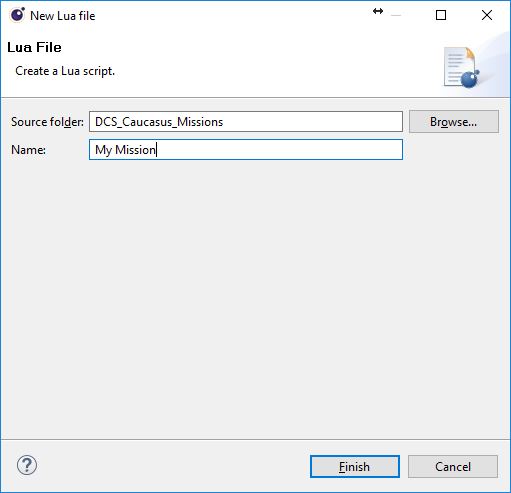 New Lua file
Lua File
Create a Lua script.
Source folder: DCS_Caucasus_Missions Browse...
Name: My Mission
? Finish Cancel